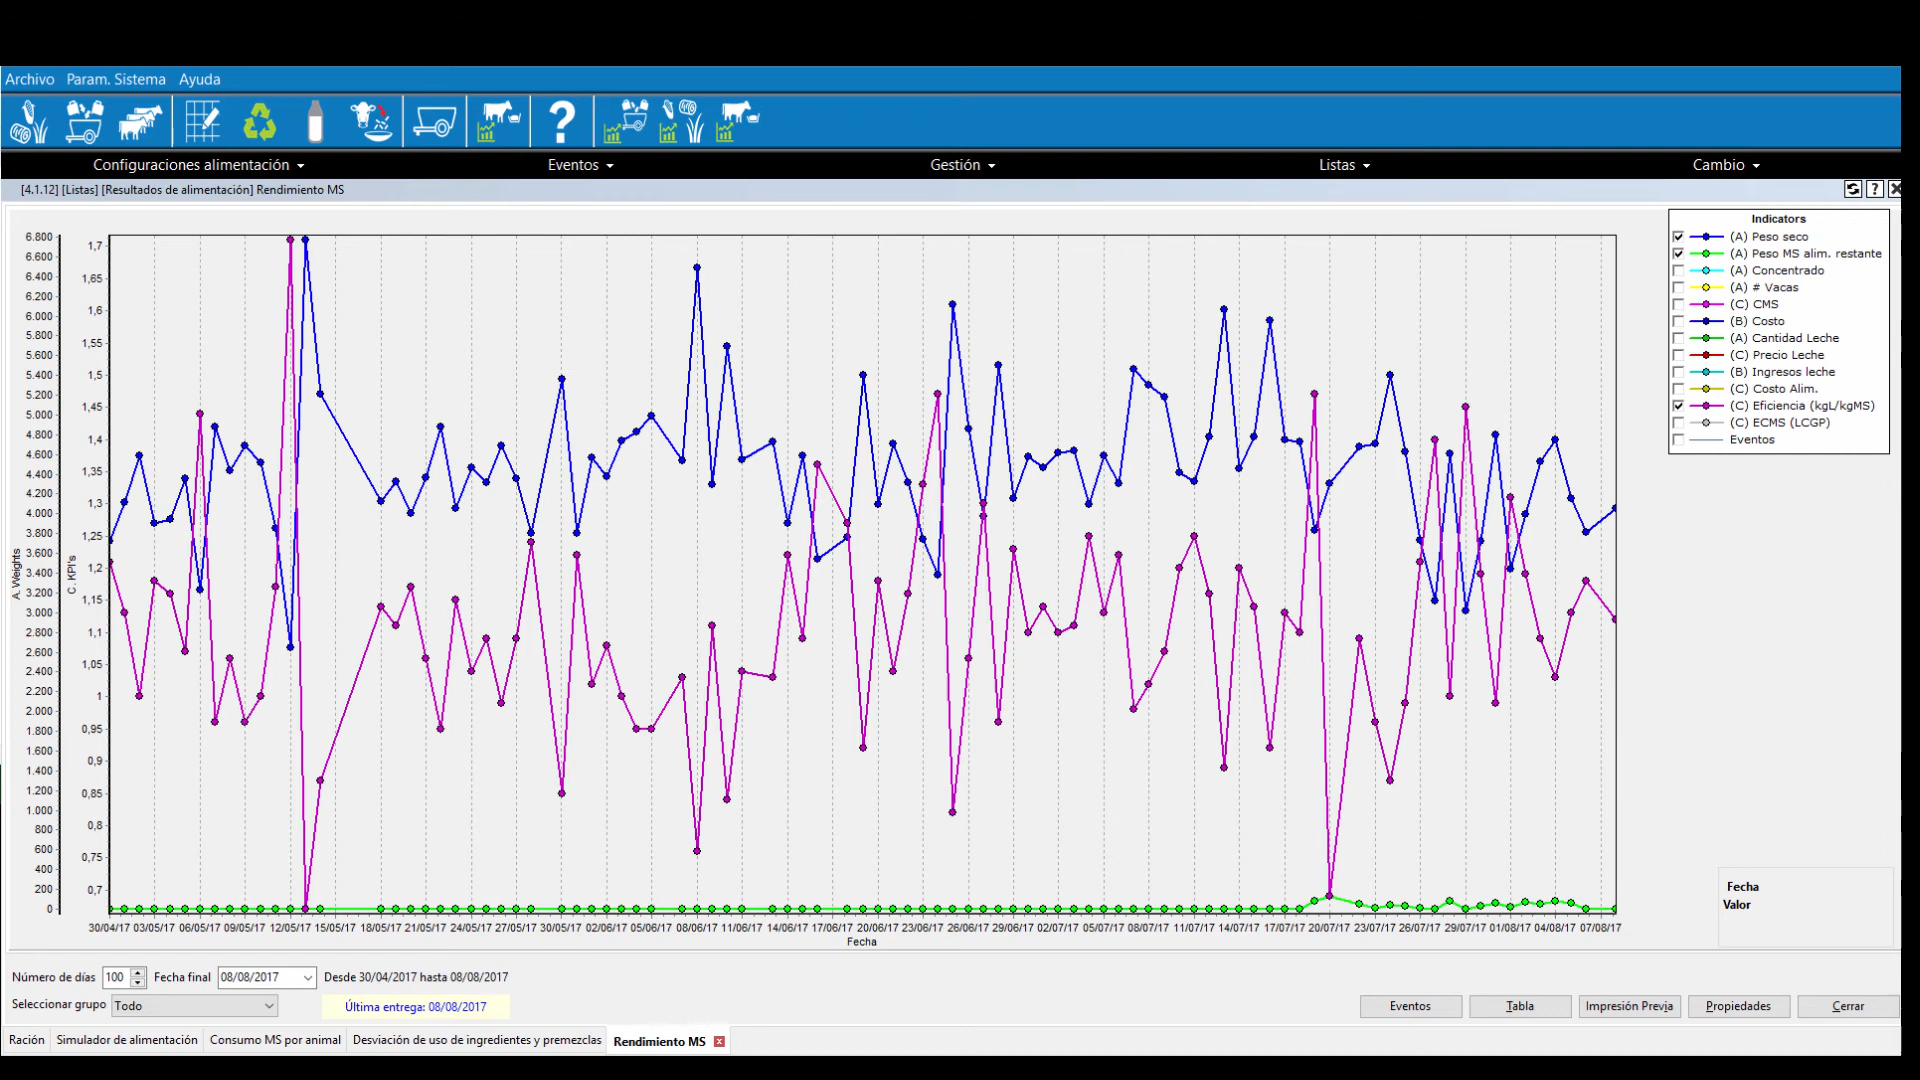 Archivo Param. Sistema Ayuda
Configuraciones alimentación Eventos Gestión Listas Cambio
[4.1.12] [Listas] [Resultados de alimentación] Rendimiento MS
Indicators
(A) Peso seco
(A) Peso MS alim. restante
(A) Concentrado
(A) # Vacas
(C) CMS
(B) Costo
(A) Cantidad Leche
(C) Precio Leche
(B) Ingresos leche
(C) Costo Alim.
(C) Eficiencia (kgL/kgMS)
(C) ECMS (LCGP)
Eventos
A. Weights
6.800
6.600
6.400
6.200
6.000
5.800
5.600
5.400
5.200
5.000
4.800
4.600
4.400
4.200
4.000
3.800
3.600
3.400
3.200
3.000
2.800
2.600
2.400
2.200
2.000
1.800
1.600
1.400
1.200
1.000
800
600
400
200
0
C. KPI's
1,7
1,65
1,6
1,55
1,5
1,45
1,4
1,35
1,3
1,25
1,2
1,15
1,1
1,05
1
0,95
0,9
0,85
0,8
0,75
0,7
30/04/17 03/05/17 06/05/17 09/05/17 12/05/17 15/05/17 18/05/17 21/05/17 24/05/17 27/05/17 30/05/17 02/06/17 05/06/17 08/06/17 11/06/17 14/06/17 17/06/17 20/06/17 23/06/17 26/06/17 29/06/17 02/07/17 05/07/17 08/07/17 11/07/17 14/07/17 17/07/17 20/07/17 23/07/17 26/07/17 29/07/17 01/08/17 04/08/17 07/08/17
Fecha
Fecha
Valor
Número de días 100 Fecha final 08/08/2017 Desde 30/04/2017 hasta 08/08/2017
Seleccionar grupo Todo Última entrega: 08/08/2017 Eventos Tabla Impresión Previa Propiedades Cerrar
Ración Simulador de alimentación Consumo MS por animal Desviación de uso de ingredientes y premezclas Rendimiento MS